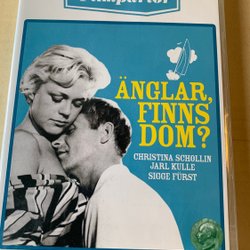 ÄNGLAR,
FINNS
DOM?
CHRISTINA SCHOLLIN
JARL KULLE
SIGGE FÜRST